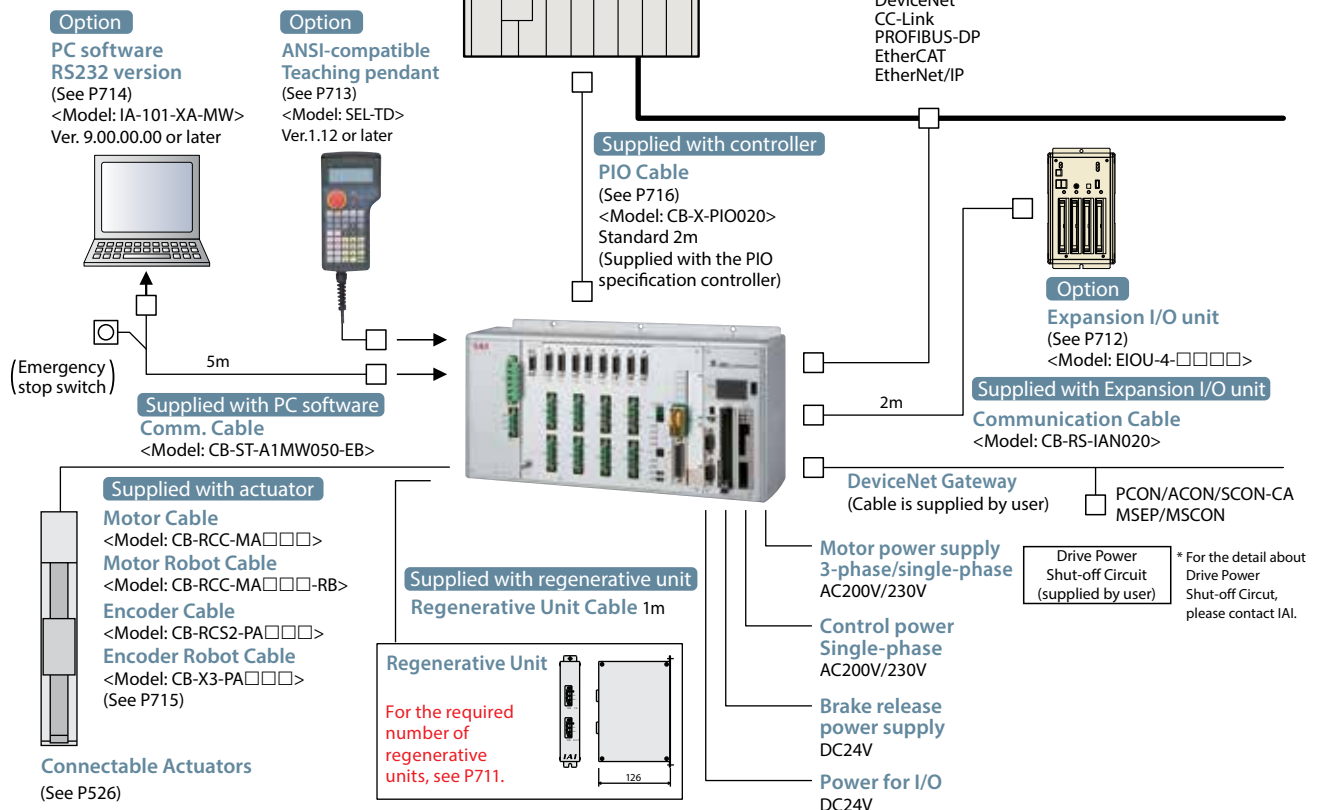 DeviceNet
CC-Link
PROFIBUS-DP
EtherCAT
EtherNet/IP
Option
PC software
RS232 version
(See P714)
<Model: IA-101-XA-MW>
Ver. 9.00.00.00 or later
Option
ANSI-compatible
Teaching pendant
(See P713)
<Model: SEL-TD>
Ver.1.12 or later
Supplied with controller
PIO Cable
(See P716)
<Model: CB-X-PIO020>
Standard 2m
(Supplied with the PIO
specification controller)
Option
Expansion I/O unit
(See P712)
<Model: EIOU-4-□□□□>
Supplied with Expansion I/O unit
Communication Cable
<Model: CB-RS-IAN020>
2m
(Emergency
stop switch)
5m
Supplied with PC software
Comm. Cable
<Model: CB-ST-A1MW050-EB>
IAI
DeviceNet Gateway
(Cable is supplied by user)
PCON/ACON/SCON-CA
MSEP/MSCON
Supplied with actuator
Motor Cable
<Model: CB-RCC-MA□□□>
Motor Robot Cable
<Model: CB-RCC-MA□□□-RB>
Encoder Cable
<Model: CB-RCS2-PA□□□>
Encoder Robot Cable
<Model: CB-X3-PA□□□>
(See P715)
Connectable Actuators
(See P526)
Supplied with regenerative unit
Regenerative Unit Cable 1m
Regenerative Unit
For the required
number of
regenerative
units, see P711.
IAI
126
Motor power supply
3-phase/single-phase
AC200V/230V
Control power
Single-phase
AC200V/230V
Brake release
power supply
DC24V
Power for I/O
DC24V
Drive Power
Shut-off Circuit
(supplied by user)
* For the detail about
Drive Power
Shut-off Circut,
please contact IAI.